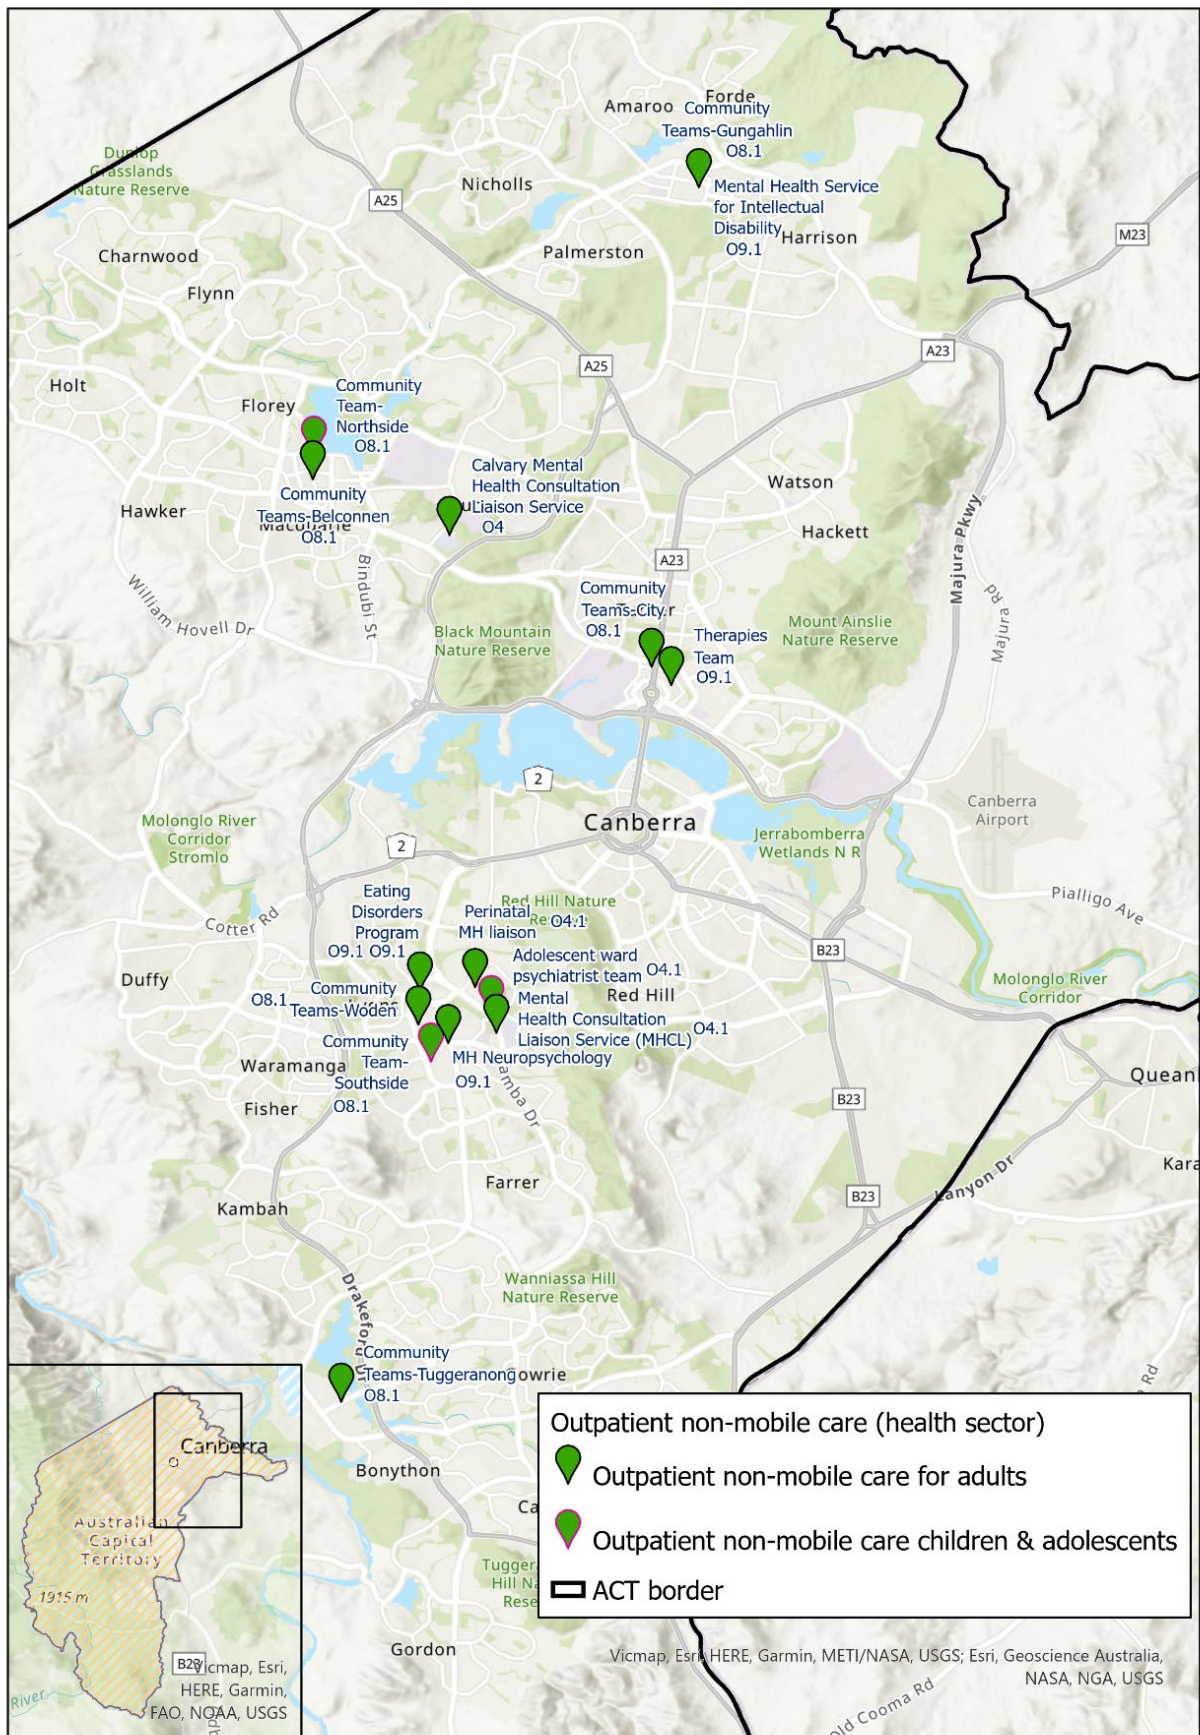 Forde
Amaroo
Community
Teams-Gungahlin
O8.1
Dunlop
Grasslands
Nature Reserve
Nicholls
A25
Mental Health Service
for Intellectual
Disability
O9.1
Harrison
M23
Palmerston
Charnwood
Flynn
A23
A25
Holt
Florey
Community
Team-
Northside
O8.1
Calvary Mental
Health Consultation
Liaison Service
O4
Watson
Hackett
Hawker
Community
Teams-Belconnen
O8.1
Bindubi St
William Hovell Dr
A23
Majura Pkwy
Majura Rd
Community
Teams-City
O8.1
Therapies
Team
O9.1
Mount Ainslie
Nature Reserve
Black Mountain
Nature Reserve
2
Canberra
Canberra
Airport
Molonglo River
Corridor
Stromlo
2
Jerrabomberra
Wetlands N R
Pialligo Ave
Cotter Rd
Eating
Disorders
Program
O9.1 O9.1
Perinatal
MH liaison
O4.1
Red Hill Nature
B23
Duffy
Adolescent ward
psychiatrist team
O4.1
Red Hill
Molonglo River
Corridor
Community
Teams-Woden
O8.1
Mental
Health Consultation
Liaison Service (MHCL)
O4.1
Community
Team-
Southside
O8.1
MH Neuropsychology
O9.1
Waramanga
Fisher
B23
Farrer
Kambah
B23
Lanyon Dr
Wanniassa Hill
Nature Reserve
Drakeford Dr
Community
Teams-Tuggeranong
O8.1
Bonython
Gordon
Outpatient non-mobile care (health sector)
Outpatient non-mobile care for adults
Outpatient non-mobile care children & adolescents
ACT border
Canberra
Australian
Capital
Territory
1915 m
B23
River
Vicmap, Esri,
HERE, Garmin,
FAO, NOAA, USGS
Vicmap, Esri, HERE, Garmin, METI/NASA, USGS; Esri, Geoscience Australia,
NASA, NGA, USGS
Old Cooma Rd